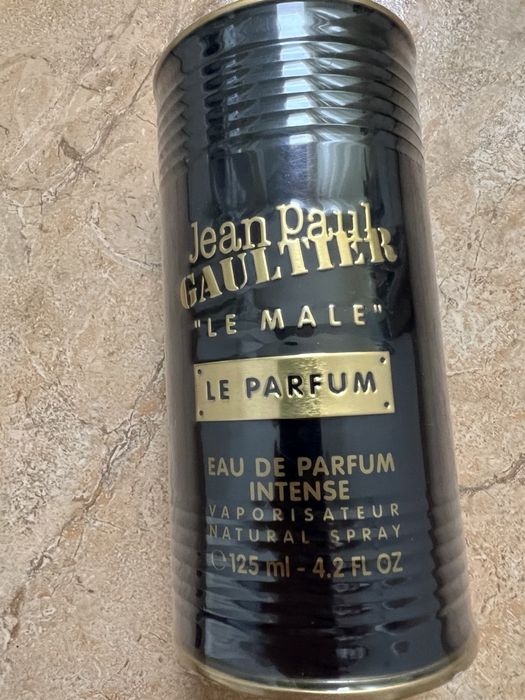 Jean Paul
GAULTIER
"LE MALE"
LE PARFUM
EAU DE PARFUM
INTENSE
VAPORISATEUR
NATURAL SPRAY
℮ 125 ml - 4.2 FL OZ